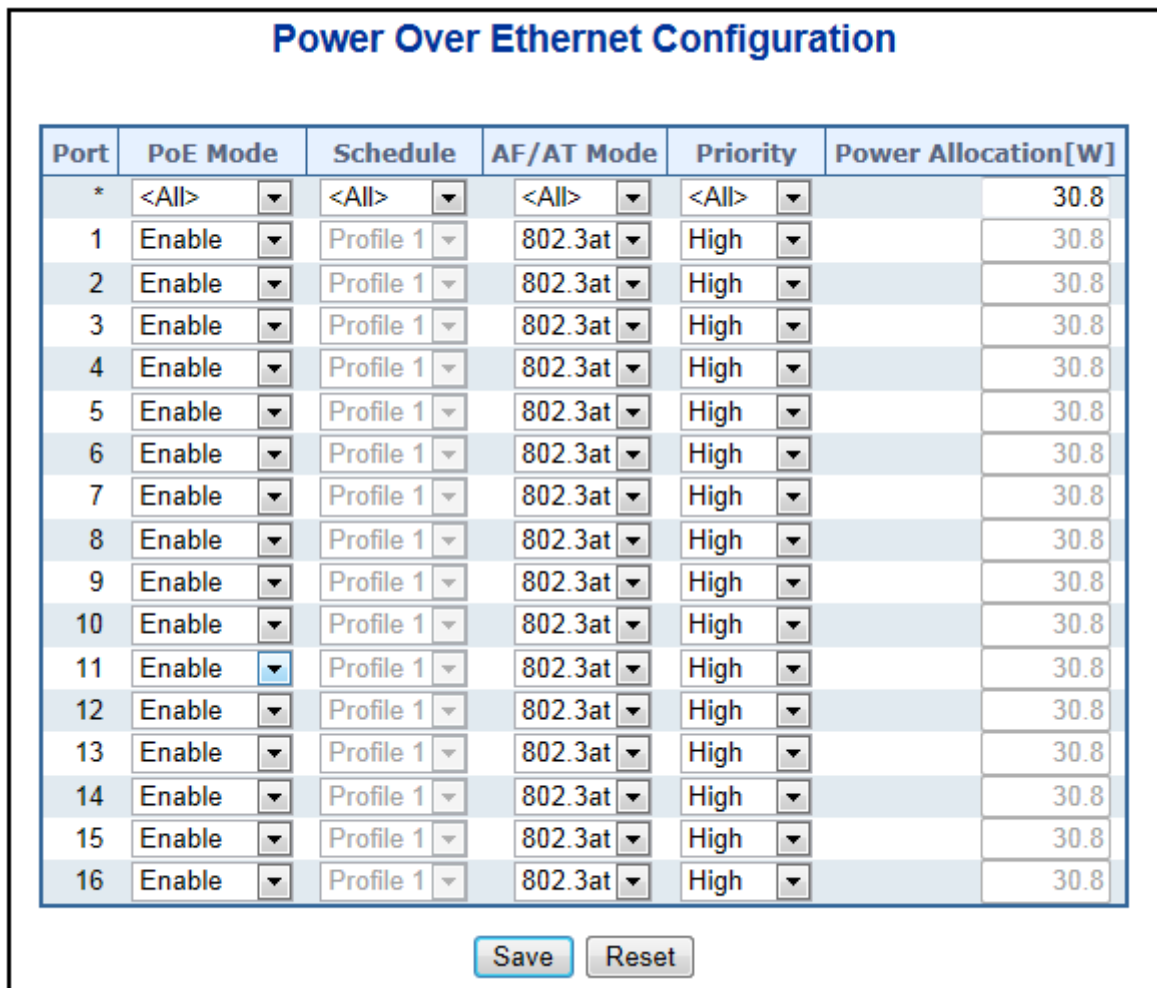 Power Over Ethernet Configuration
Port PoE Mode Schedule AF/AT Mode Priority Power Allocation[W]
* <All> <All> <All> <All> 30.8
1 Enable Profile 1 802.3at High 30.8
2 Enable Profile 1 802.3at High 30.8
3 Enable Profile 1 802.3at High 30.8
4 Enable Profile 1 802.3at High 30.8
5 Enable Profile 1 802.3at High 30.8
6 Enable Profile 1 802.3at High 30.8
7 Enable Profile 1 802.3at High 30.8
8 Enable Profile 1 802.3at High 30.8
9 Enable Profile 1 802.3at High 30.8
10 Enable Profile 1 802.3at High 30.8
11 Enable Profile 1 802.3at High 30.8
12 Enable Profile 1 802.3at High 30.8
13 Enable Profile 1 802.3at High 30.8
14 Enable Profile 1 802.3at High 30.8
15 Enable Profile 1 802.3at High 30.8
16 Enable Profile 1 802.3at High 30.8
Save Reset